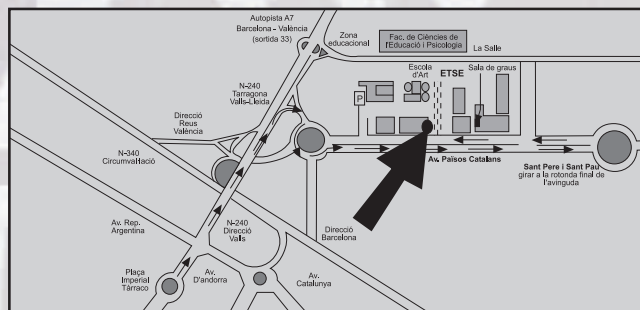 Autopista A7
Barcelona - València
(sortida 33)
Zona
educacional
Fac. de Ciències de
l'Educació i Psicologia
La Salle
Escola
d'Art
ETSE
Sala de graus
N-240
Tarragona
Valls-Lleida
P
Direcció
Reus
València
N-340
Circumval·lació
Av. Països Catalans
Sant Pere i Sant Pau
girar a la rotonda final de
l'avinguda
Av. Rep.
Argentina
N-240
Direcció
Valls
Direcció
Barcelona
Plaça
Imperial
Tàrraco
Av.
D'andorra
Av.
Catalunya